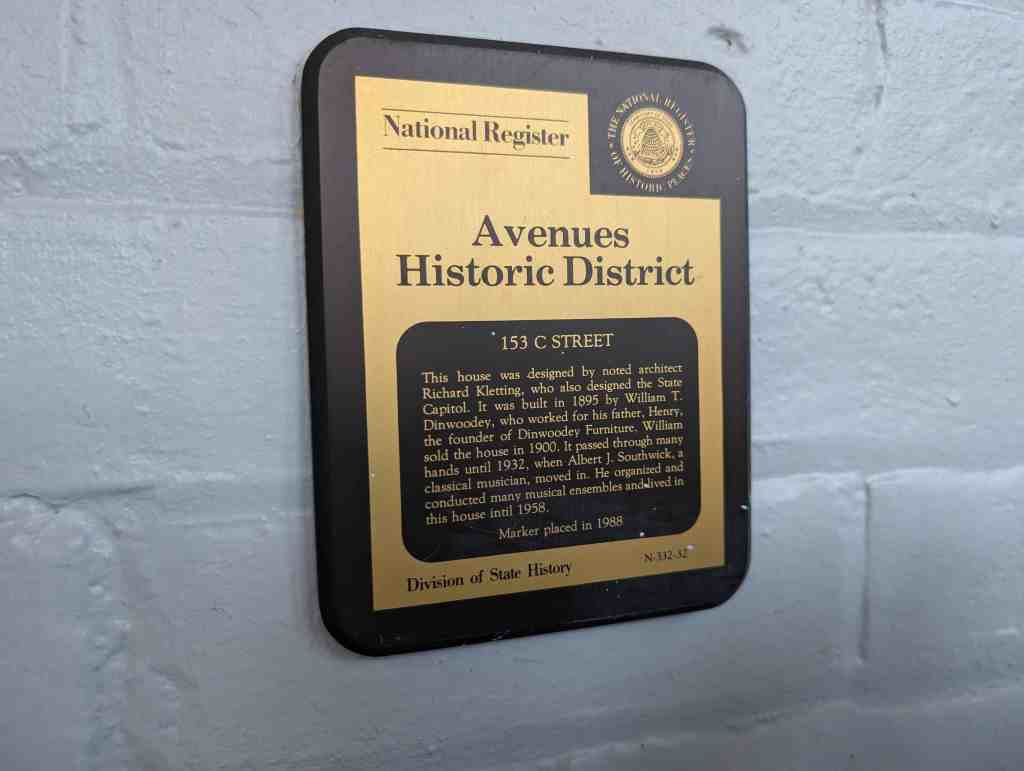 National Register
THE NATIONAL REGISTER
OF HISTORIC PLACES
Avenues
Historic District
153 C STREET
This house was designed by noted architect
Richard Kletting, who also designed the State
Capitol. It was built in 1895 by William T.
Dinwoodey, who worked for his father, Henry,
the founder of Dinwoodey Furniture. William
sold the house in 1900. It passed through many
hands until 1932, when Albert J. Southwick, a
classical musician, moved in. He organized and
conducted many musical ensembles and lived in
this house intil 1958.
Marker placed in 1988
Division of State History
N-332-32